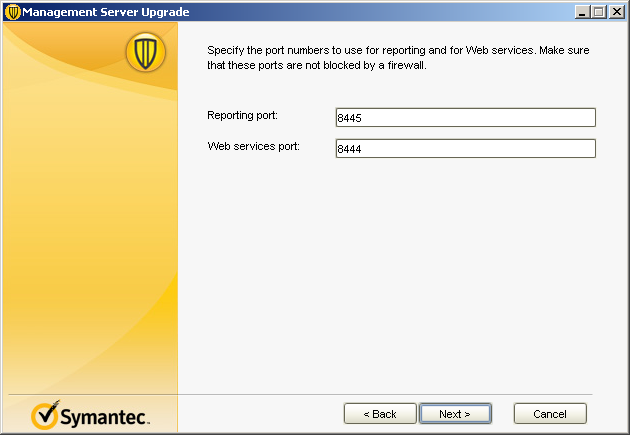 Management Server Upgrade
Specify the port numbers to use for reporting and for Web services. Make sure
that these ports are not blocked by a firewall.
Reporting port:
8445
Web services port:
8444
Symantec.
< Back
Next >
Cancel